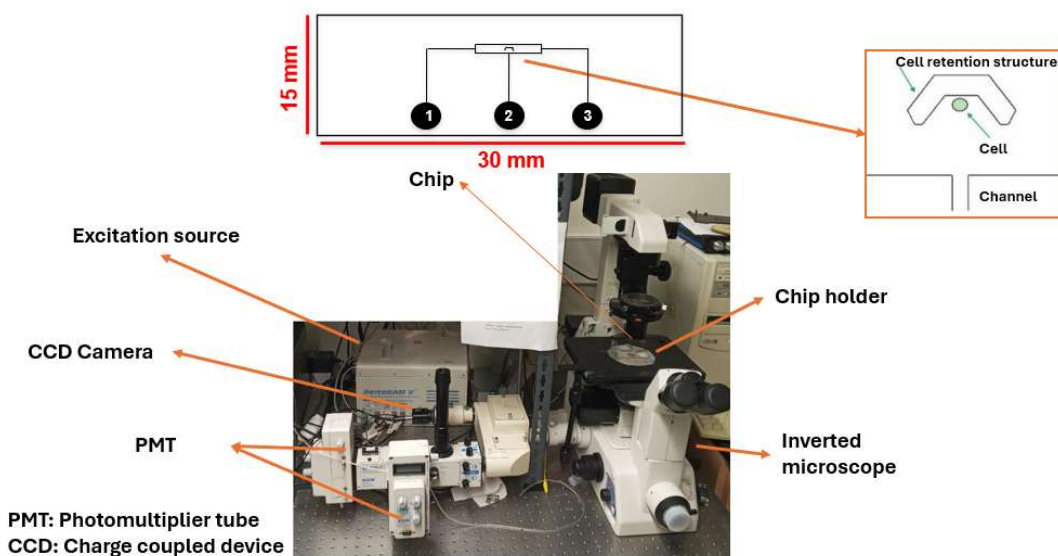 15 mm
1
2
3
30 mm
Cell retention structure
Cell
Channel
Chip
Excitation source
Chip holder
CCD Camera
PMT
Inverted
microscope
PMT: Photomultiplier tube
CCD: Charge coupled device